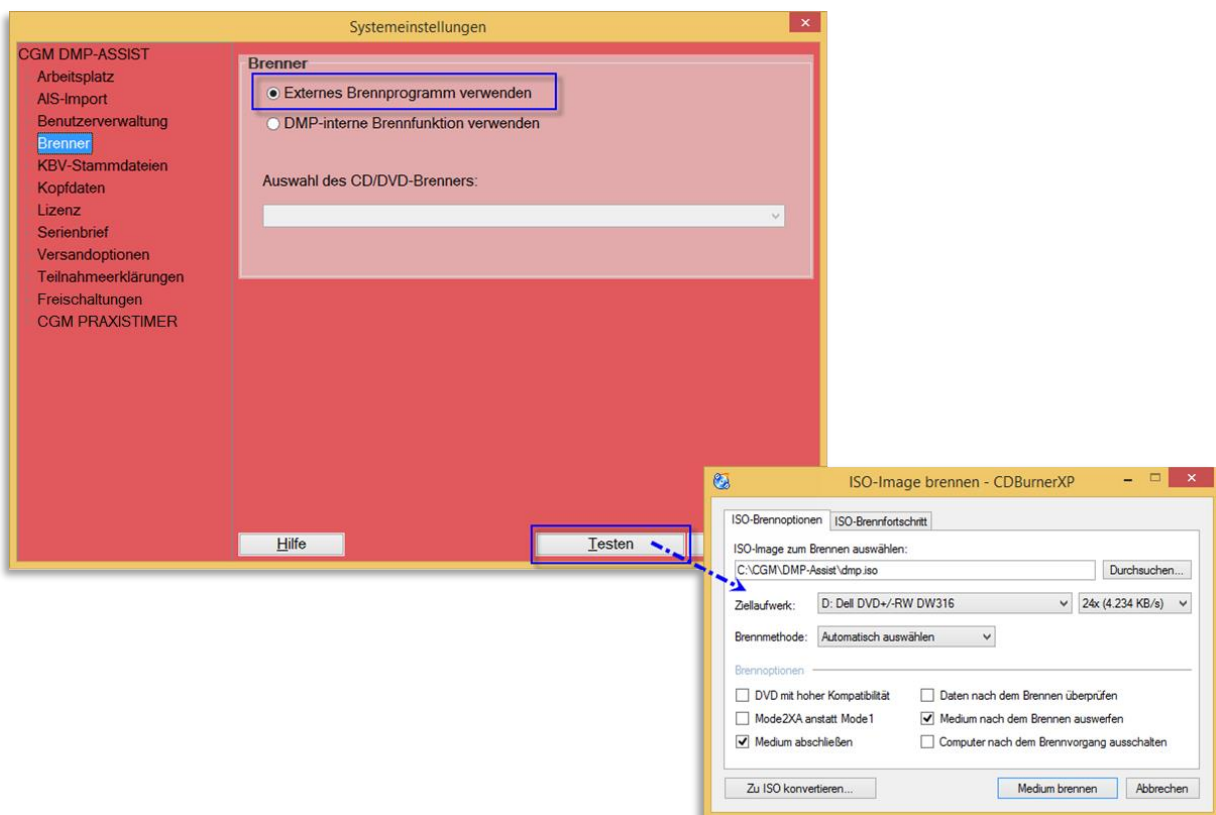 Systemeinstellungen
CGM DMP-ASSIST
Arbeitsplatz
AIS-Import
Benutzerverwaltung
Brenner
KBV-Stammdateien
Kopfdaten
Lizenz
Serienbrief
Versandoptionen
Teilnahmeerklärungen
Freischaltungen
CGM PRAXISTIMER
Brenner
Externes Brennprogramm verwenden
DMP-interne Brennfunktion verwenden
Auswahl des CD/DVD-Brenners:
Hilfe
Testen
ISO-Image brennen - CDBurnerXP
ISO-Brennoptionen ISO-Brennfortschritt
ISO-Image zum Brennen auswählen:
C:\CGM\DMP-Assist\dmp.iso Durchsuchen...
Ziellaufwerk: D: Dell DVD+/-RW DW316 24x (4.234 KB/s)
Brennmethode: Automatisch auswählen
Brennoptionen
DVD mit hoher Kompatibilität Daten nach dem Brennen überprüfen
Mode2XA anstatt Mode1 Medium nach dem Brennen auswerfen
Medium abschließen Computer nach dem Brennvorgang ausschalten
Zu ISO konvertieren... Medium brennen Abbrechen